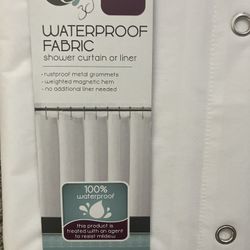 WATERPROOF
FABRIC
shower curtain or liner
• rustproof metal grommets
• weighted magnetic hem
• no additional liner needed
100%
waterproof
this product is
treated with an agent
to resist mildew